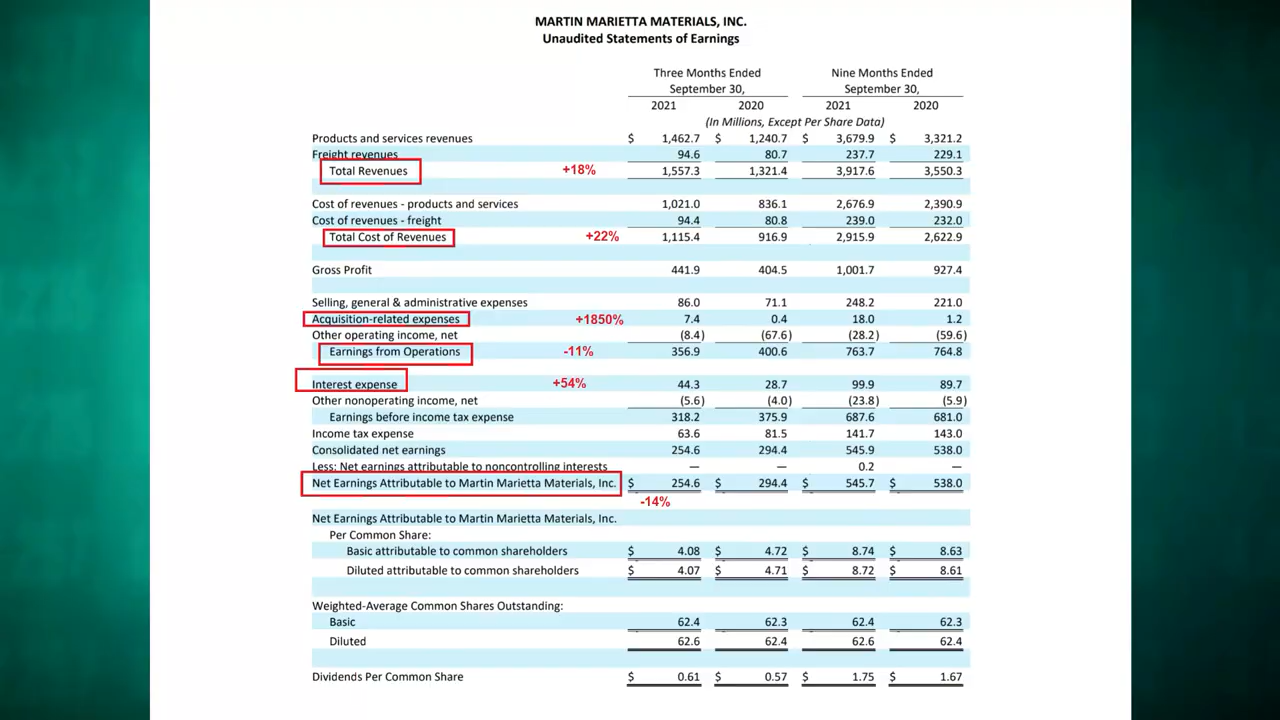 MARTIN MARIETTA MATERIALS, INC.
Unaudited Statements of Earnings
Three Months Ended Nine Months Ended
September 30, September 30,
2021 2020 2021 2020
(In Millions, Except Per Share Data)
Products and services revenues $ 1,462.7 $ 1,240.7 $ 3,679.9 $ 3,321.2
Freight revenues 94.6 80.7 237.7 229.1
Total Revenues +18% 1,557.3 1,321.4 3,917.6 3,550.3
Cost of revenues - products and services 1,021.0 836.1 2,676.9 2,390.9
Cost of revenues - freight 94.4 80.8 239.0 232.0
Total Cost of Revenues +22% 1,115.4 916.9 2,915.9 2,622.9
Gross Profit 441.9 404.5 1,001.7 927.4
Selling, general & administrative expenses 86.0 71.1 248.2 221.0
Acquisition-related expenses +1850% 7.4 0.4 18.0 1.2
Other operating income, net (8.4) (67.6) (28.2) (59.6)
Earnings from Operations -11% 356.9 400.6 763.7 764.8
Interest expense +54% 44.3 28.7 99.9 89.7
Other nonoperating income, net (5.6) (4.0) (23.8) (5.9)
Earnings before income tax expense 318.2 375.9 687.6 681.0
Income tax expense 63.6 81.5 141.7 143.0
Consolidated net earnings 254.6 294.4 545.9 538.0
Less: Net earnings attributable to noncontrolling interests — — 0.2 —
Net Earnings Attributable to Martin Marietta Materials, Inc. $ 254.6 $ 294.4 $ 545.7 $ 538.0
-14%
Net Earnings Attributable to Martin Marietta Materials, Inc.
Per Common Share:
Basic attributable to common shareholders $ 4.08 $ 4.72 $ 8.74 $ 8.63
Diluted attributable to common shareholders $ 4.07 $ 4.71 $ 8.72 $ 8.61
Weighted-Average Common Shares Outstanding:
Basic 62.4 62.3 62.4 62.3
Diluted 62.6 62.4 62.6 62.4
Dividends Per Common Share $ 0.61 $ 0.57 $ 1.75 $ 1.67